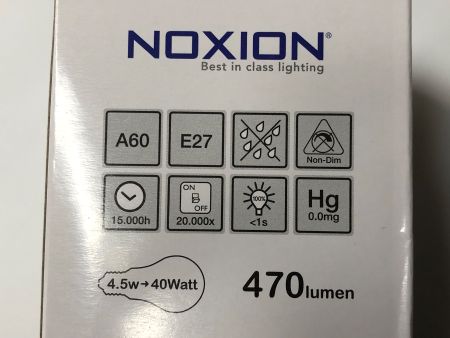 NOXION®
Best in class lighting
A60 E27
Non-Dim
15.000h
ON
OFF
20.000x
100%
<1s
Hg
0.0mg
4.5w→40Watt
470lumen